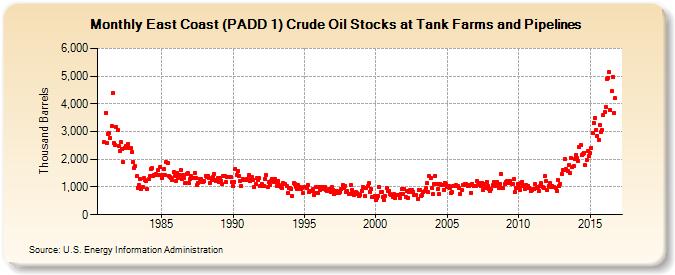 Monthly East Coast (PADD 1) Crude Oil Stocks at Tank Farms and Pipelines
Thousand Barrels
6,000
5,000
4,000
3,000
2,000
1,000
0
1985 1990 1995 2000 2005 2010 2015
Source: U.S. Energy Information Administration